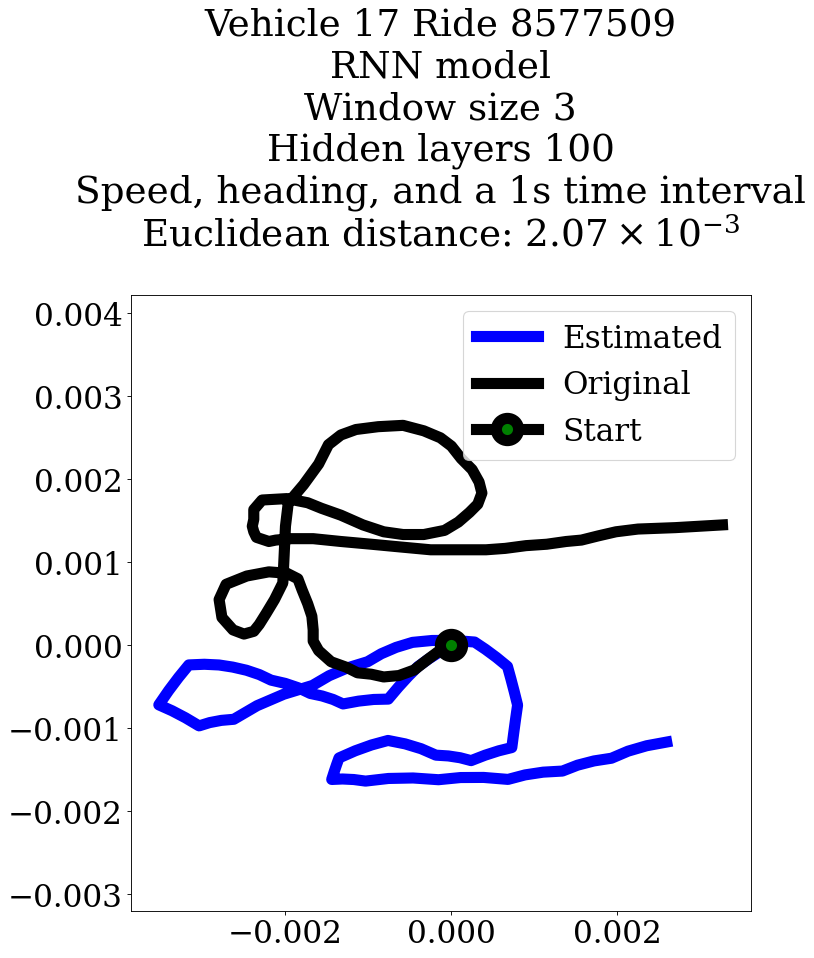 Vehicle 17 Ride 8577509
RNN model
Window size 3
Hidden layers 100
Speed, heading, and a 1s time interval
Euclidean distance: 2.07 × 10⁻³
Estimated
Original
Start
0.004
0.003
0.002
0.001
0.000
−0.001
−0.002
−0.003
−0.002 0.000 0.002